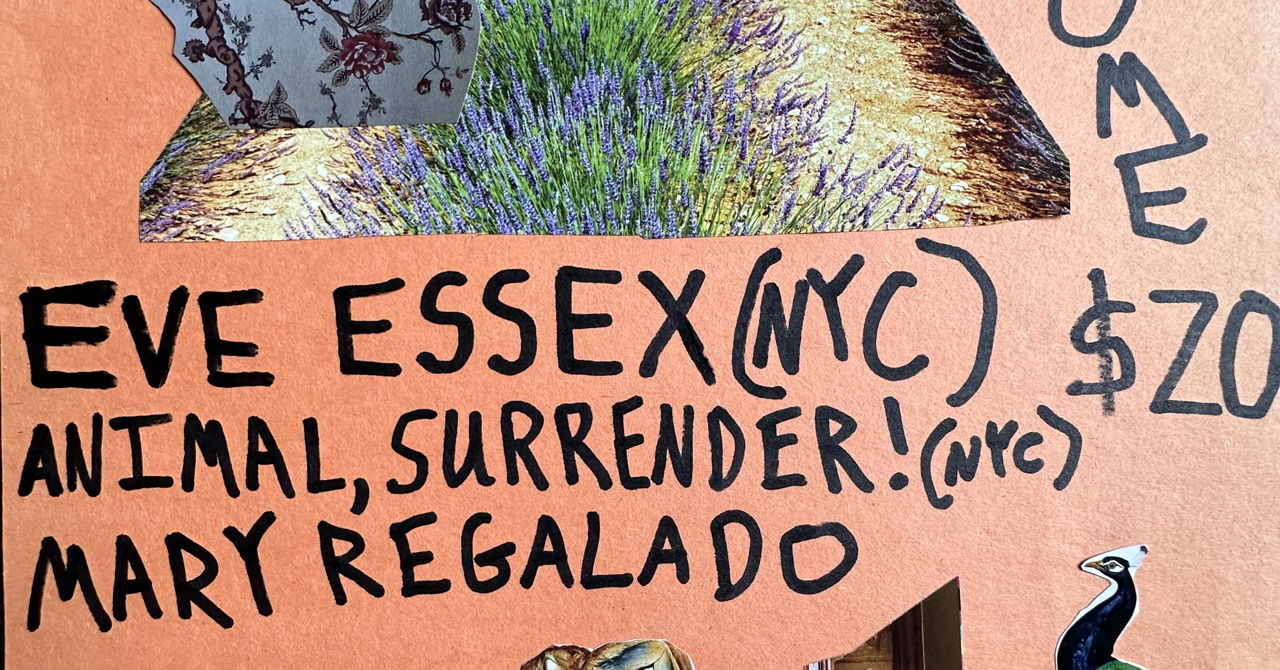 OME
$20
EVE ESSEX (NYC)
ANIMAL, SURRENDER! (NYC)
MARY REGALADO